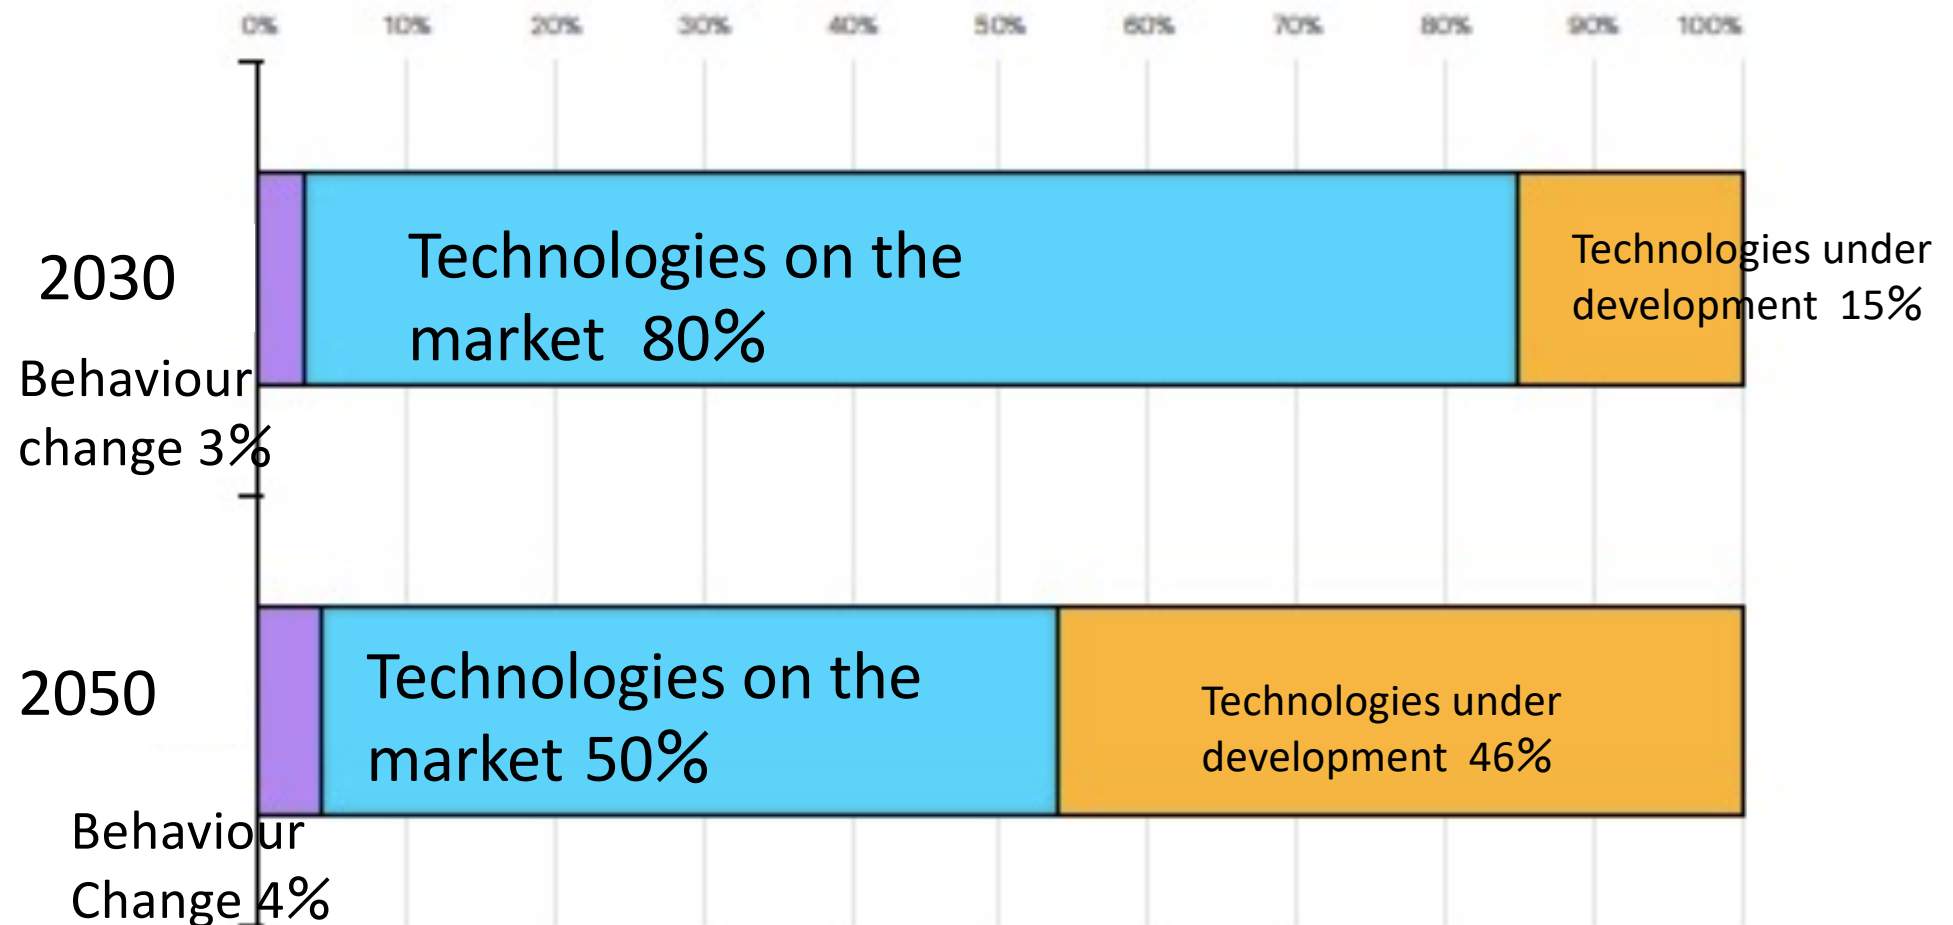 0% 10% 20% 30% 40% 50% 60% 70% 80% 90% 100%
2030
Technologies on the
market 80%
Technologies under
development 15%
Behaviour
change 3%
2050
Technologies on the
market 50%
Technologies under
development 46%
Behaviour
Change 4%